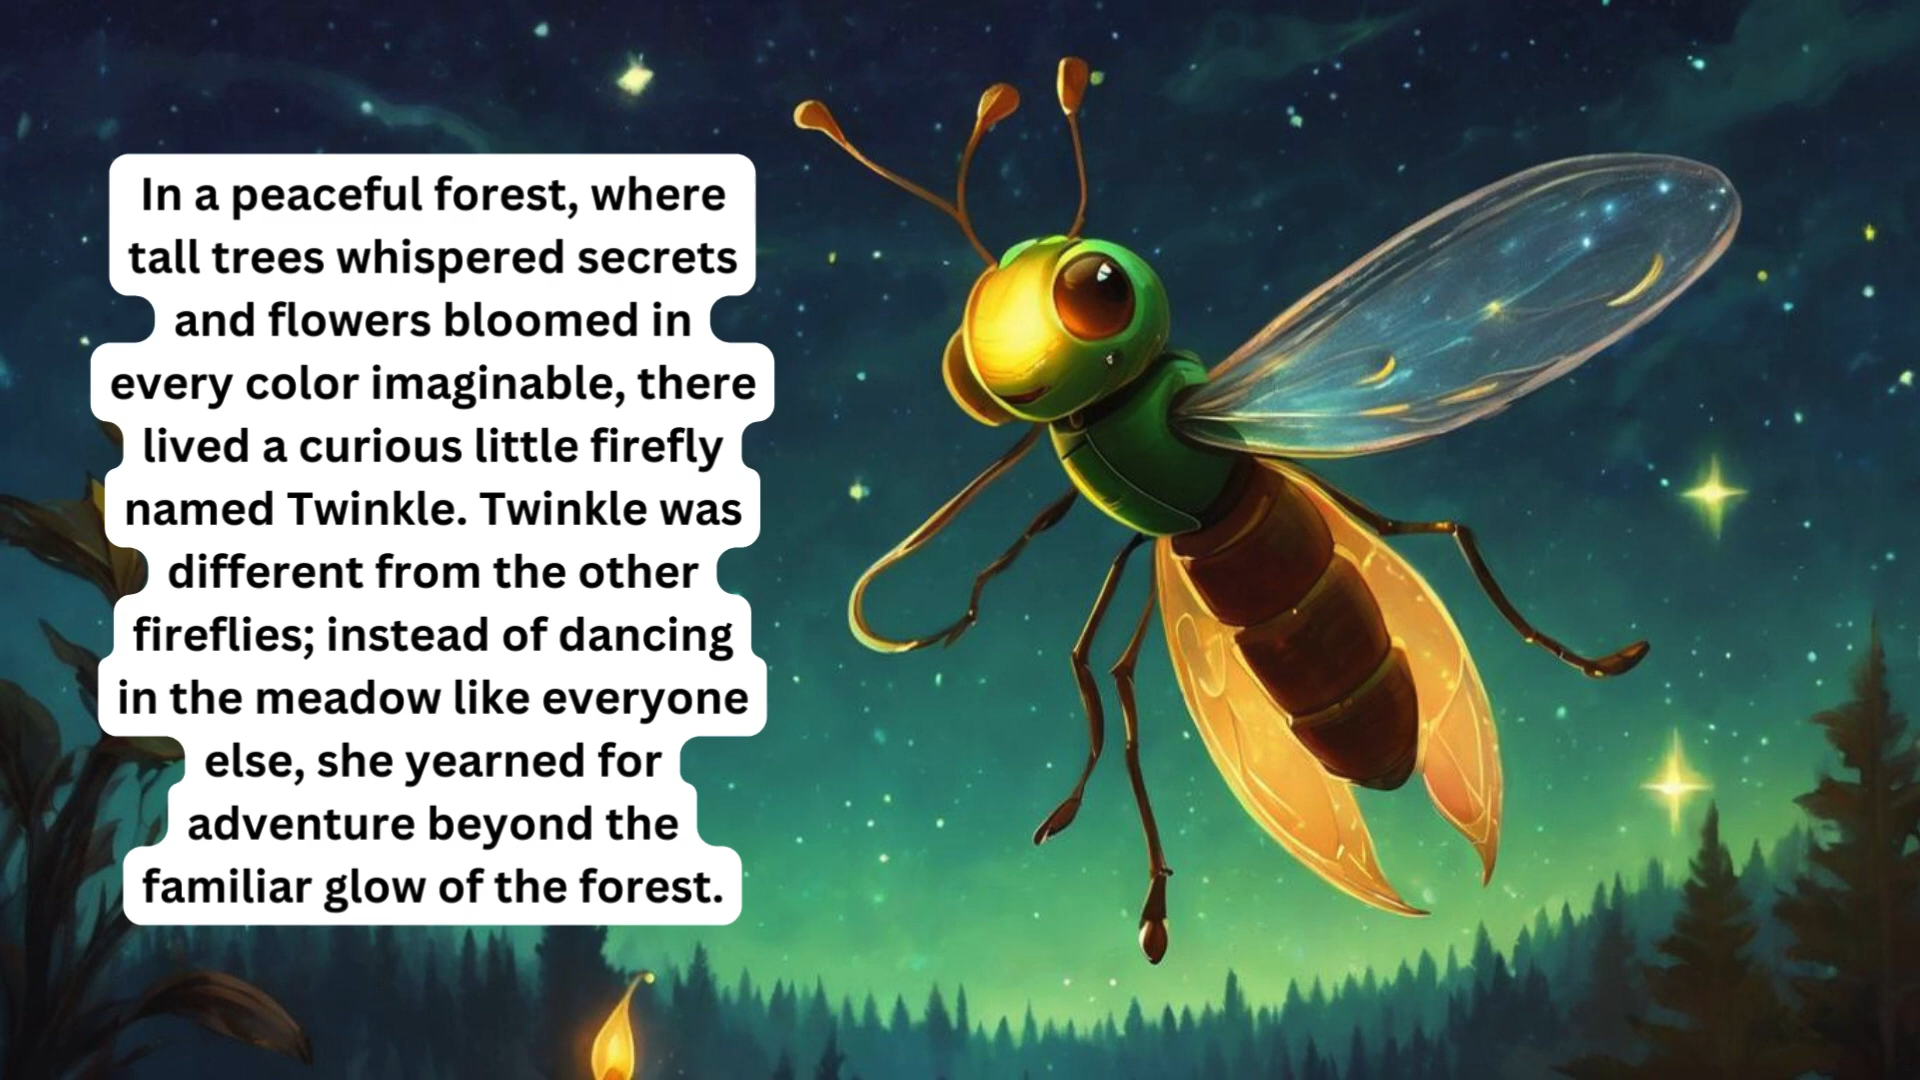 In a peaceful forest, where
tall trees whispered secrets
and flowers bloomed in
every color imaginable, there
lived a curious little firefly
named Twinkle. Twinkle was
different from the other
fireflies; instead of dancing
in the meadow like everyone
else, she yearned for
adventure beyond the
familiar glow of the forest.